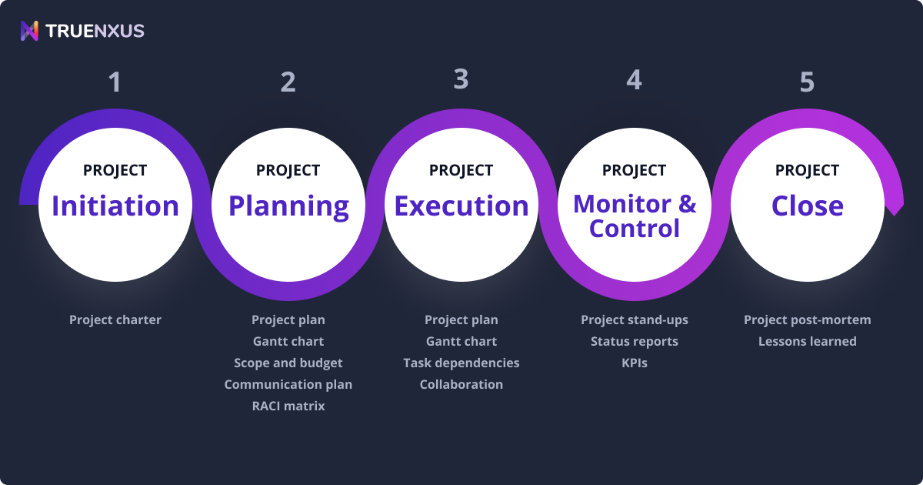 TRUENXUS
1
2
3
4
5
PROJECT
Initiation
PROJECT
Planning
PROJECT
Execution
PROJECT
Monitor &
Control
PROJECT
Close
Project charter
Project plan
Gantt chart
Scope and budget
Communication plan
RACI matrix
Project plan
Gantt chart
Task dependencies
Collaboration
Project stand-ups
Status reports
KPIs
Project post-mortem
Lessons learned